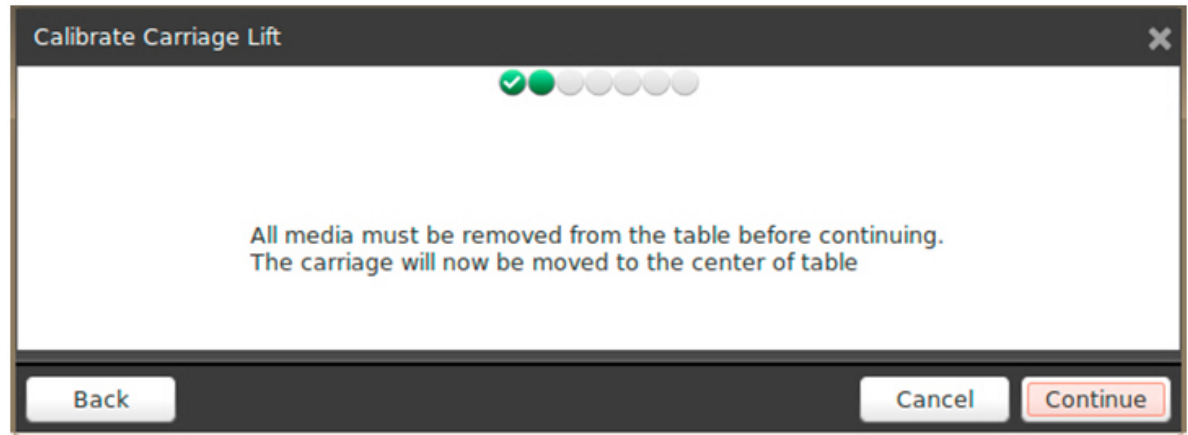 Calibrate Carriage Lift
All media must be removed from the table before continuing.
The carriage will now be moved to the center of table
Back
Cancel
Continue